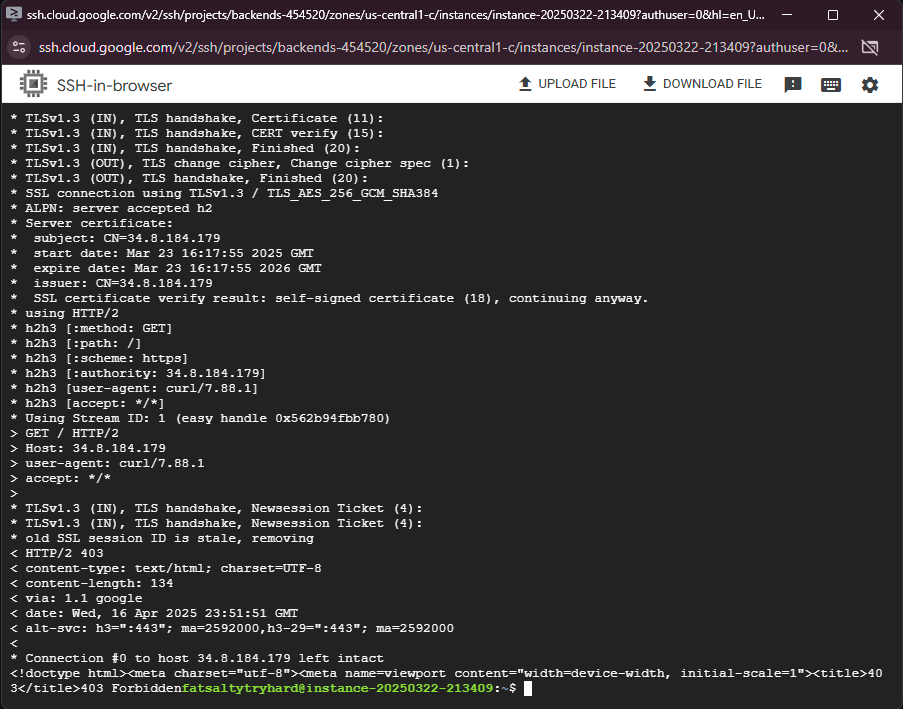 ssh.cloud.google.com/v2/ssh/projects/backends-454520/zones/us-central1-c/instances/instance-20250322-213409?authuser=0&hl=en_U...
ssh.cloud.google.com/v2/ssh/projects/backends-454520/zones/us-central1-c/instances/instance-20250322-213409?authuser=0&...
SSH-in-browser
UPLOAD FILE
DOWNLOAD FILE
* TLSv1.3 (IN), TLS handshake, Certificate (11):
* TLSv1.3 (IN), TLS handshake, CERT verify (15):
* TLSv1.3 (IN), TLS handshake, Finished (20):
* TLSv1.3 (OUT), TLS change cipher, Change cipher spec (1):
* TLSv1.3 (OUT), TLS handshake, Finished (20):
* SSL connection using TLSv1.3 / TLS_AES_256_GCM_SHA384
* ALPN: server accepted h2
* Server certificate:
*  subject: CN=34.8.184.179
*  start date: Mar 23 16:17:55 2025 GMT
*  expire date: Mar 23 16:17:55 2026 GMT
*  issuer: CN=34.8.184.179
*  SSL certificate verify result: self-signed certificate (18), continuing anyway.
* using HTTP/2
* h2h3 [:method: GET]
* h2h3 [:path: /]
* h2h3 [:scheme: https]
* h2h3 [:authority: 34.8.184.179]
* h2h3 [user-agent: curl/7.88.1]
* h2h3 [accept: */*]
* Using Stream ID: 1 (easy handle 0x562b94fbb780)
> GET / HTTP/2
> Host: 34.8.184.179
> user-agent: curl/7.88.1
> accept: */*
>
* TLSv1.3 (IN), TLS handshake, Newsession Ticket (4):
* TLSv1.3 (IN), TLS handshake, Newsession Ticket (4):
* old SSL session ID is stale, removing
< HTTP/2 403
< content-type: text/html; charset=UTF-8
< content-length: 134
< via: 1.1 google
< date: Wed, 16 Apr 2025 23:51:51 GMT
< alt-svc: h3=":443"; ma=2592000,h3-29=":443"; ma=2592000
<
* Connection #0 to host 34.8.184.179 left intact
<!doctype html><meta charset="utf-8"><meta name=viewport content="width=device-width, initial-scale=1"><title>40
3</title>403 Forbiddenfatsaltytryhard@instance-20250322-213409:~$